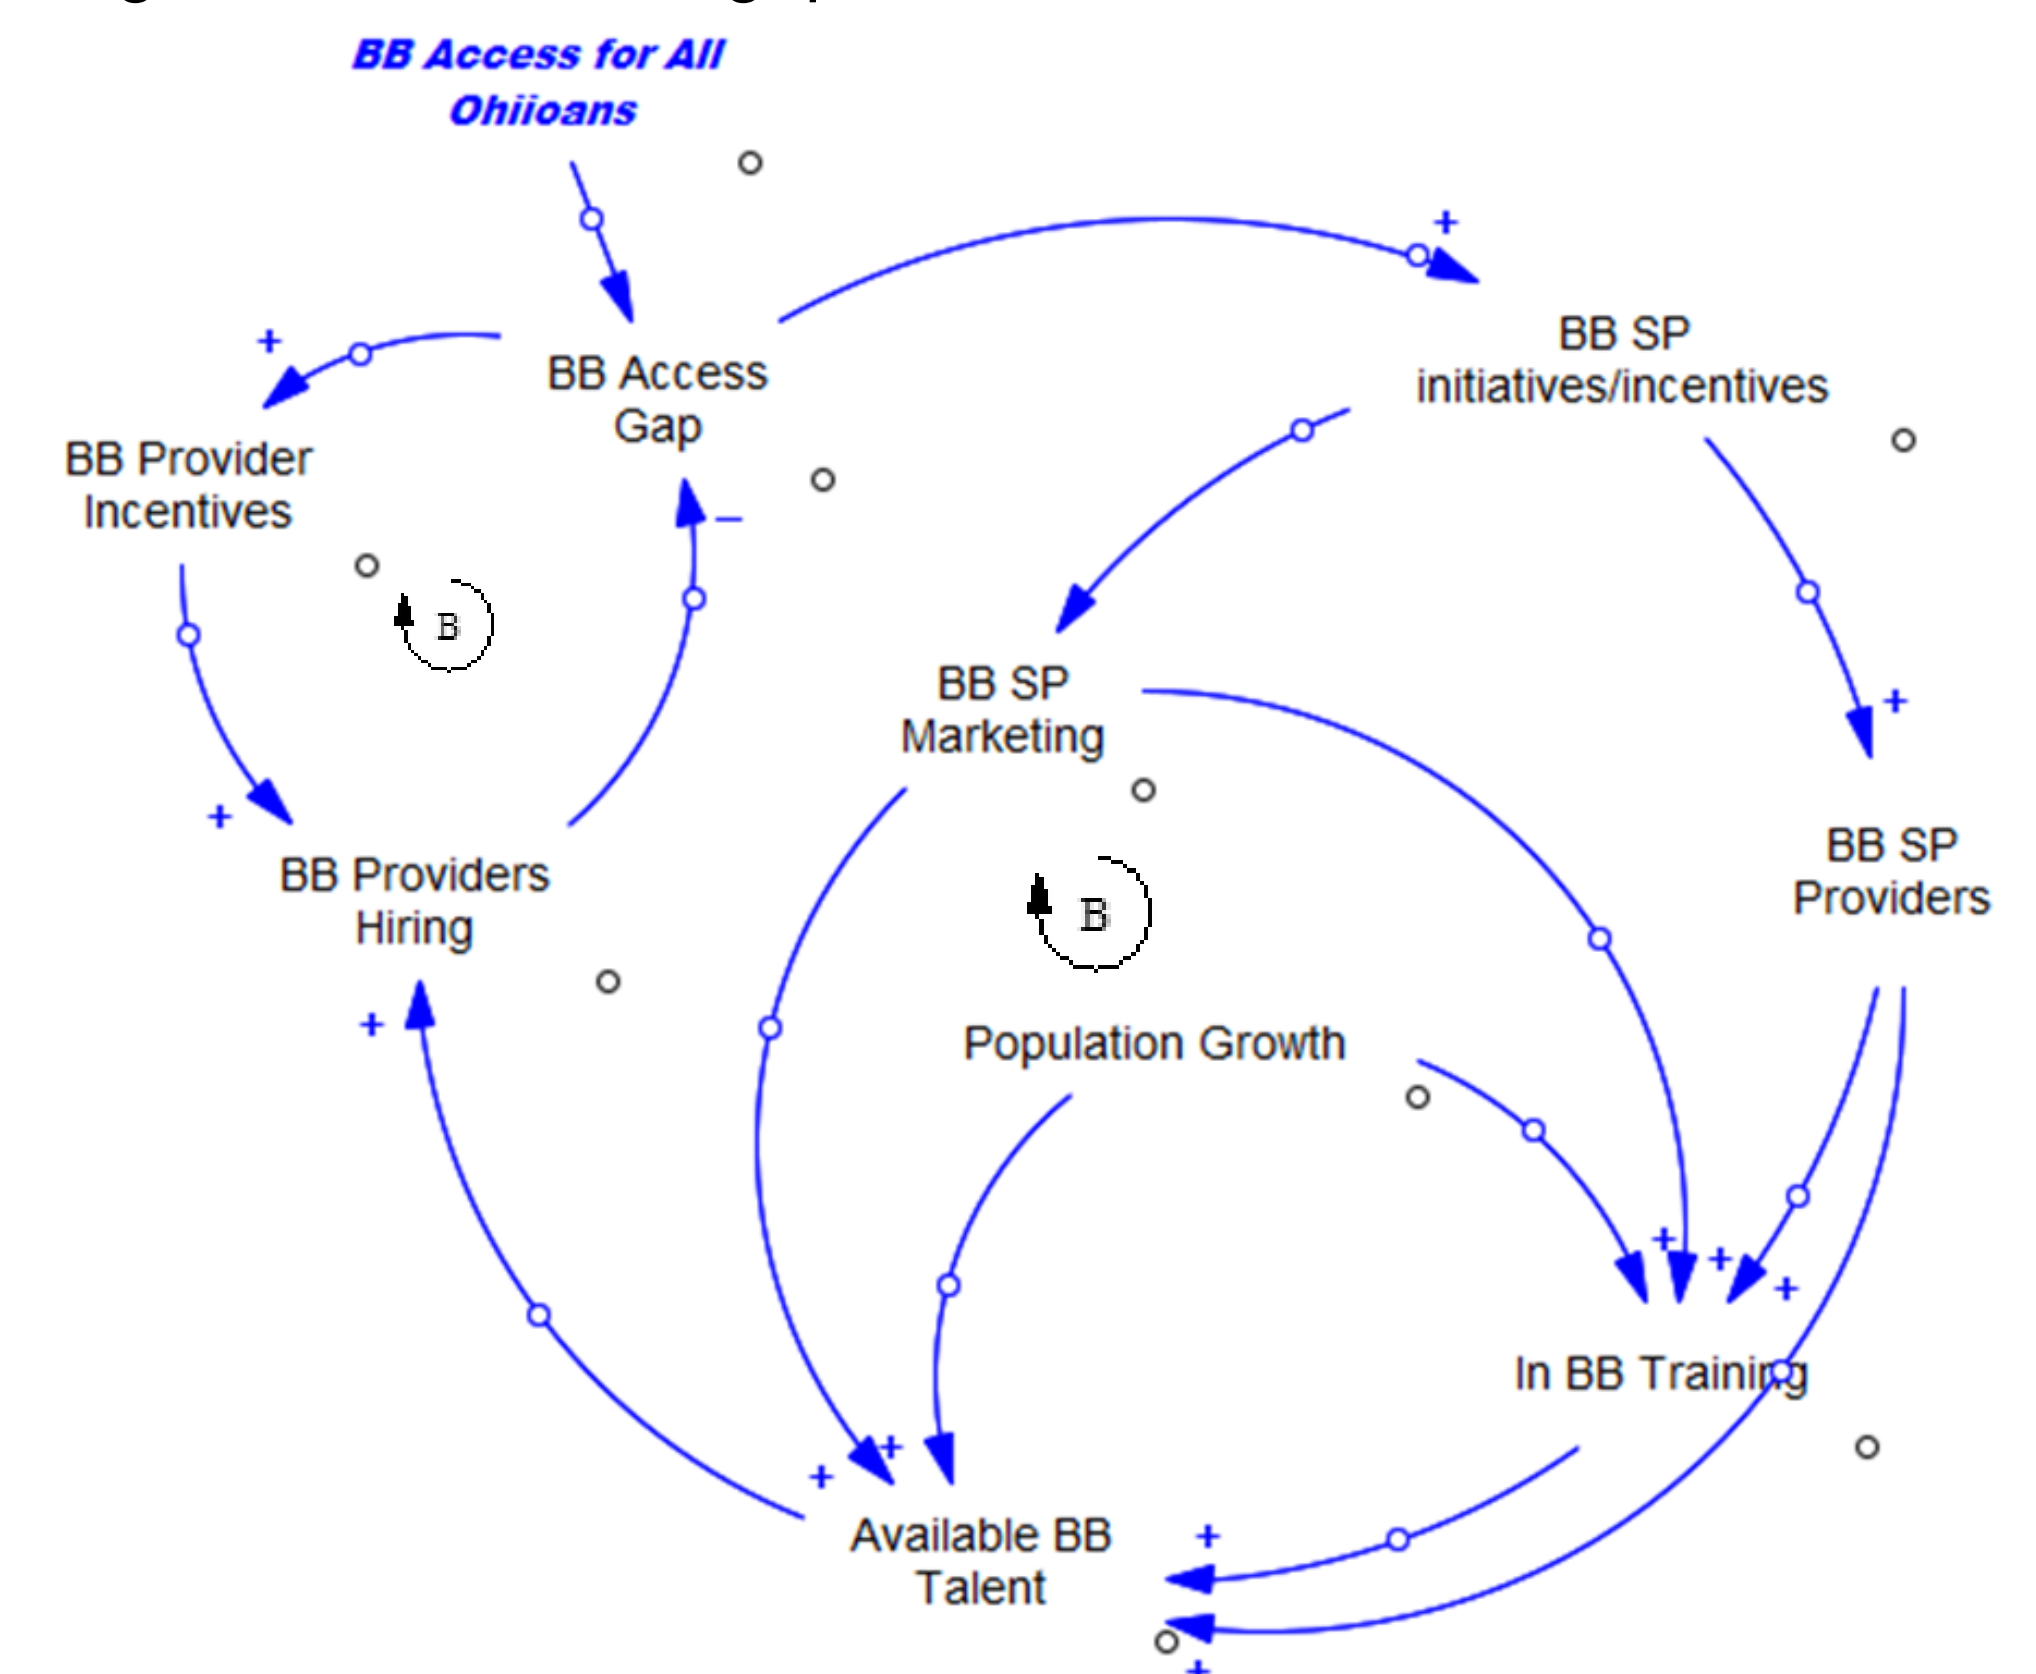 BB Access for All
Ohiioans
+
+
BB Access
Gap
BB SP
initiatives/incentives
BB Provider
Incentives
–
B
BB SP
Marketing
+
+
BB SP
Providers
BB Providers
Hiring
B
+
Population Growth
+
+
+
In BB Training
+
+
Available BB
Talent
+
+